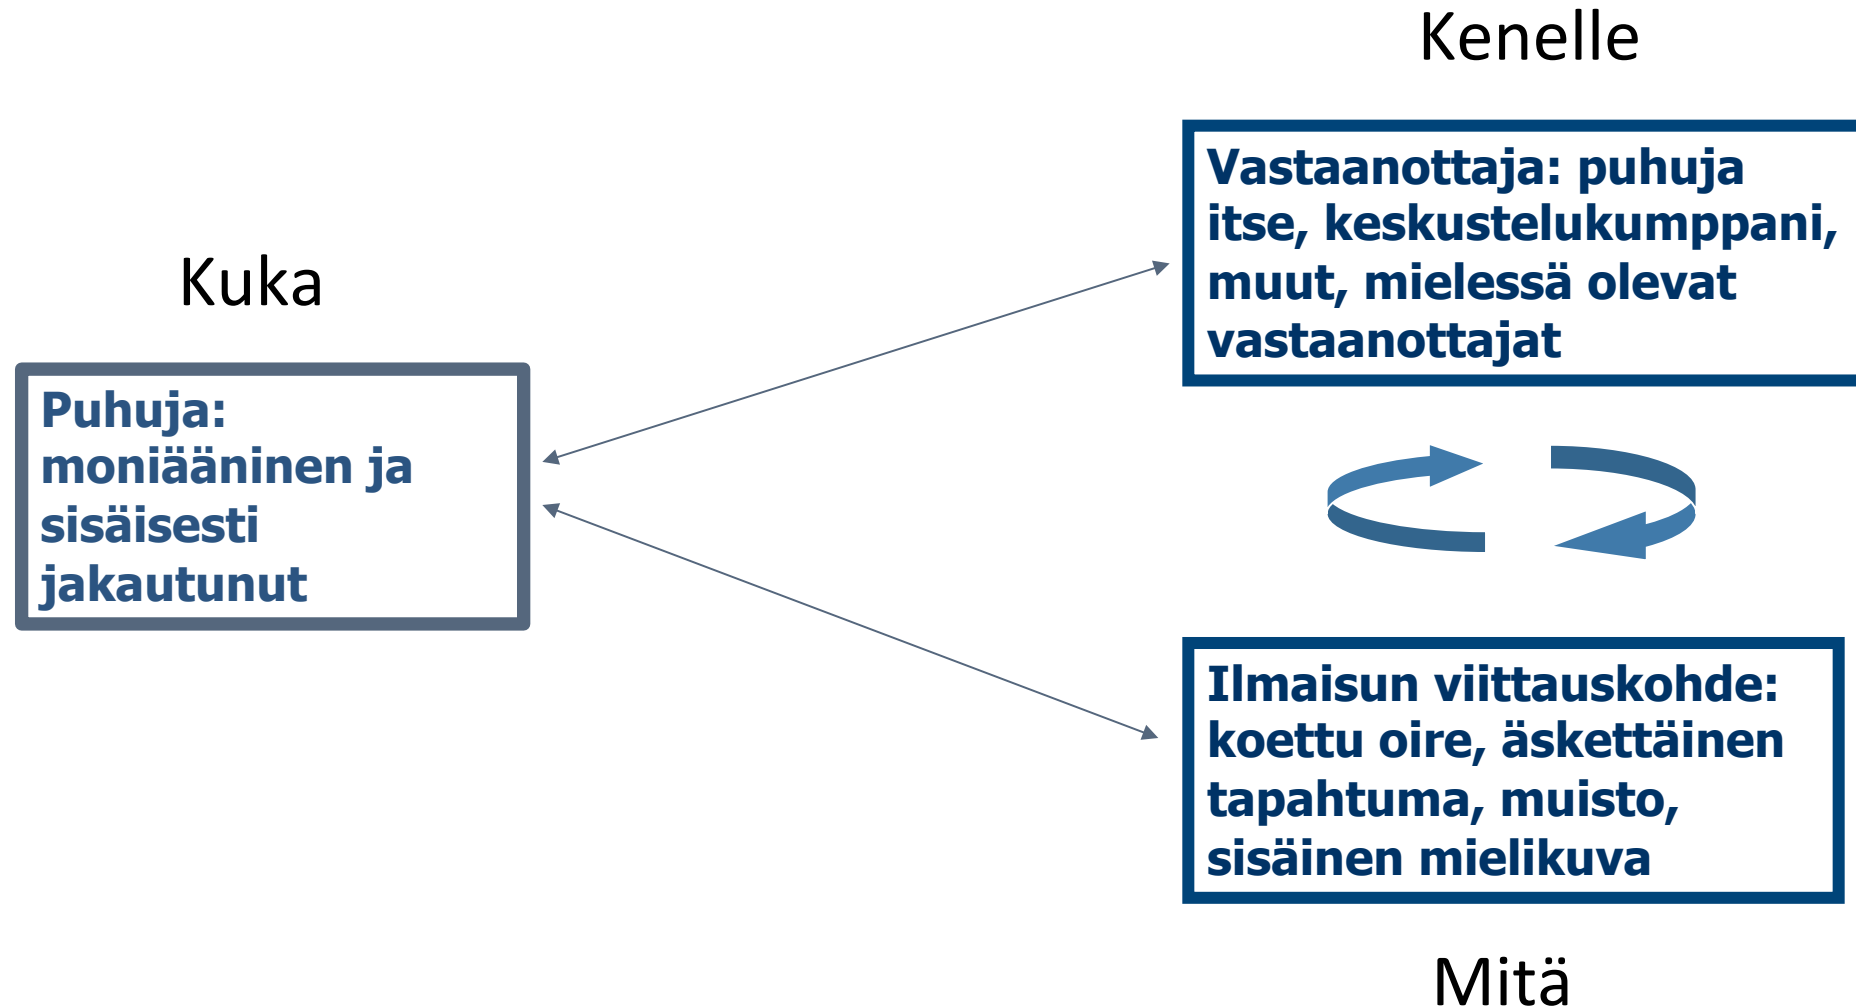 Kuka
Puhuja:
moniääninen ja
sisäisesti
jakautunut
Kenelle
Vastaanottaja: puhuja
itse, keskustelukumppani,
muut, mielessä olevat
vastaanottajat
Ilmaisun viittauskohde:
koettu oire, äskettäinen
tapahtuma, muisto,
sisäinen mielikuva
Mitä